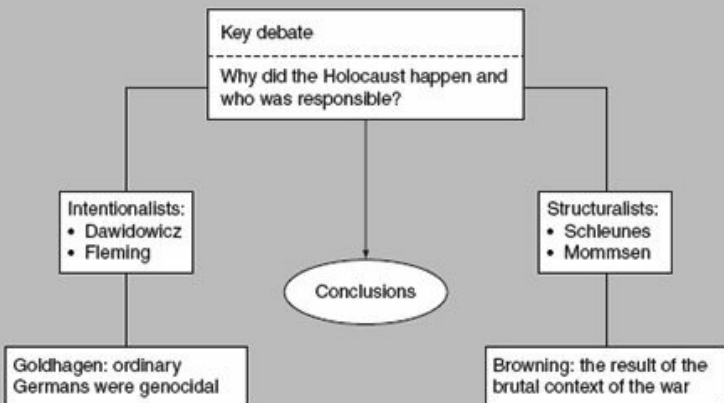 Key debate
Why did the Holocaust happen and
who was responsible?
Intentionalists:
• Dawidowicz
• Fleming
Structuralists:
• Schleunes
• Mommsen
Conclusions
Goldhagen: ordinary
Germans were genocidal
Browning: the result of the
brutal context of the war